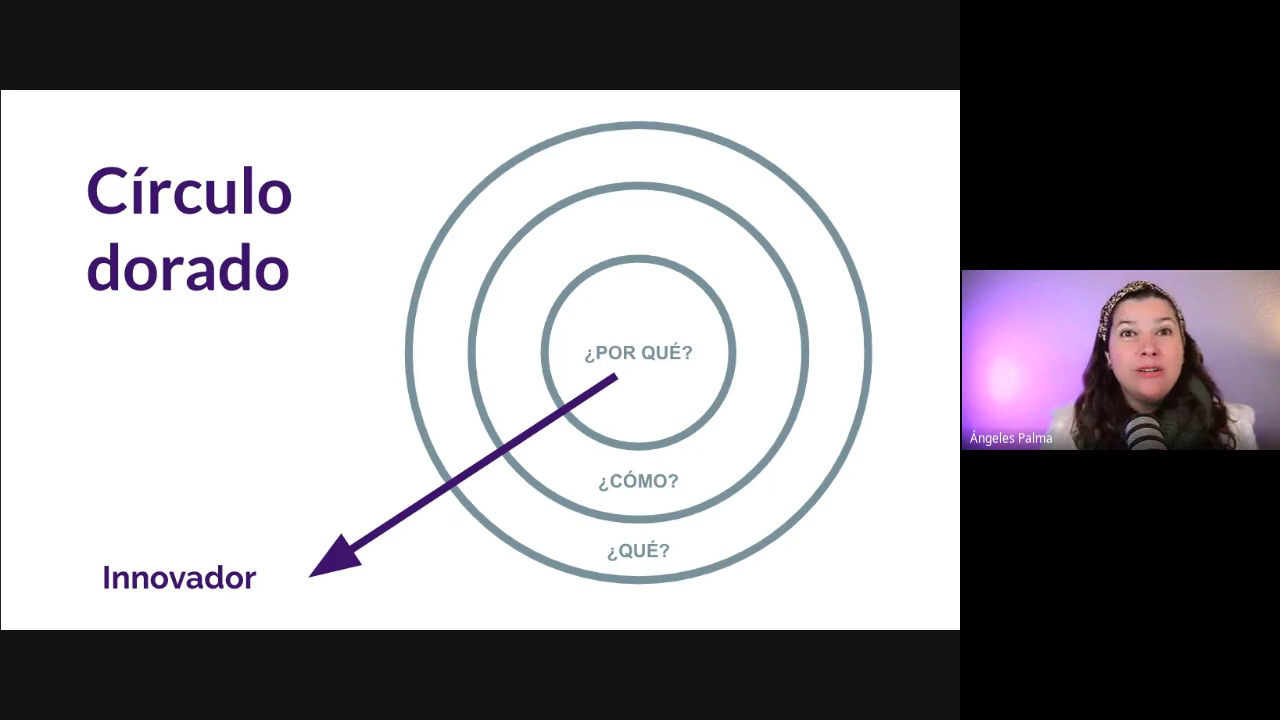 Círculo
dorado
¿POR QUÉ?
¿CÓMO?
¿QUÉ?
Innovador
Ángeles Palma